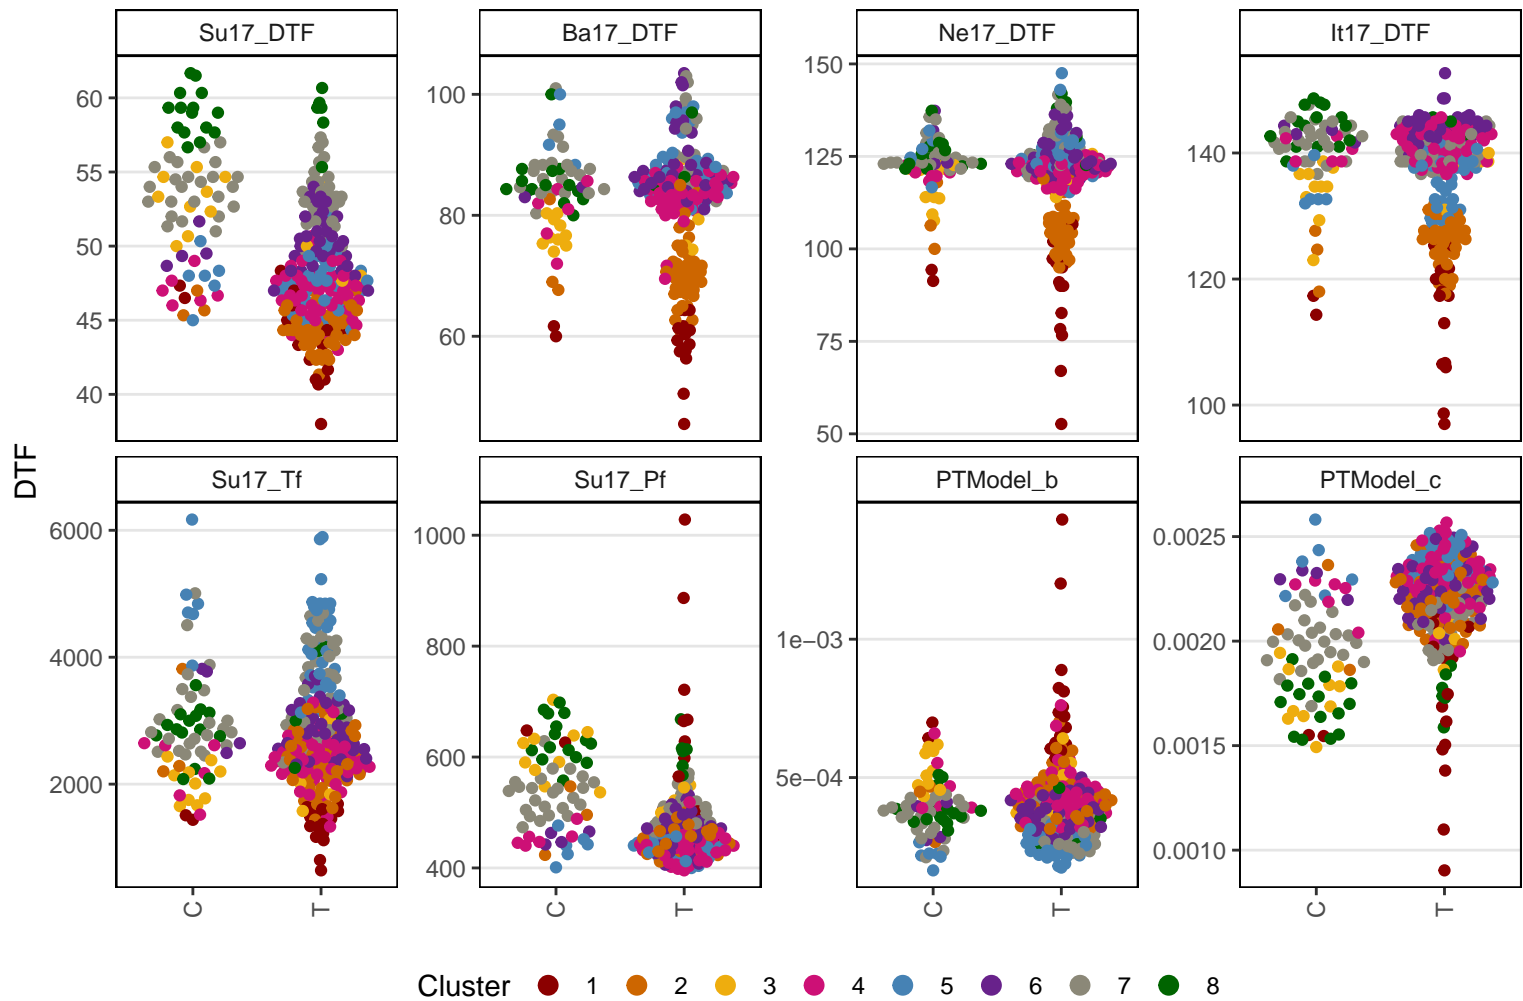 Su17_DTF
Ba17_DTF
Ne17_DTF
It17_DTF
60
55
50
45
40
100
80
60
150
125
100
75
50
140
120
100
DTF
Su17_Tf
Su17_Pf
PTModel_b
PTModel_c
6000
4000
2000
1000
800
600
400
1e−03
5e−04
0.0025
0.0020
0.0015
0.0010
C
T
C
T
C
T
C
T
Cluster 1 2 3 4 5 6 7 8